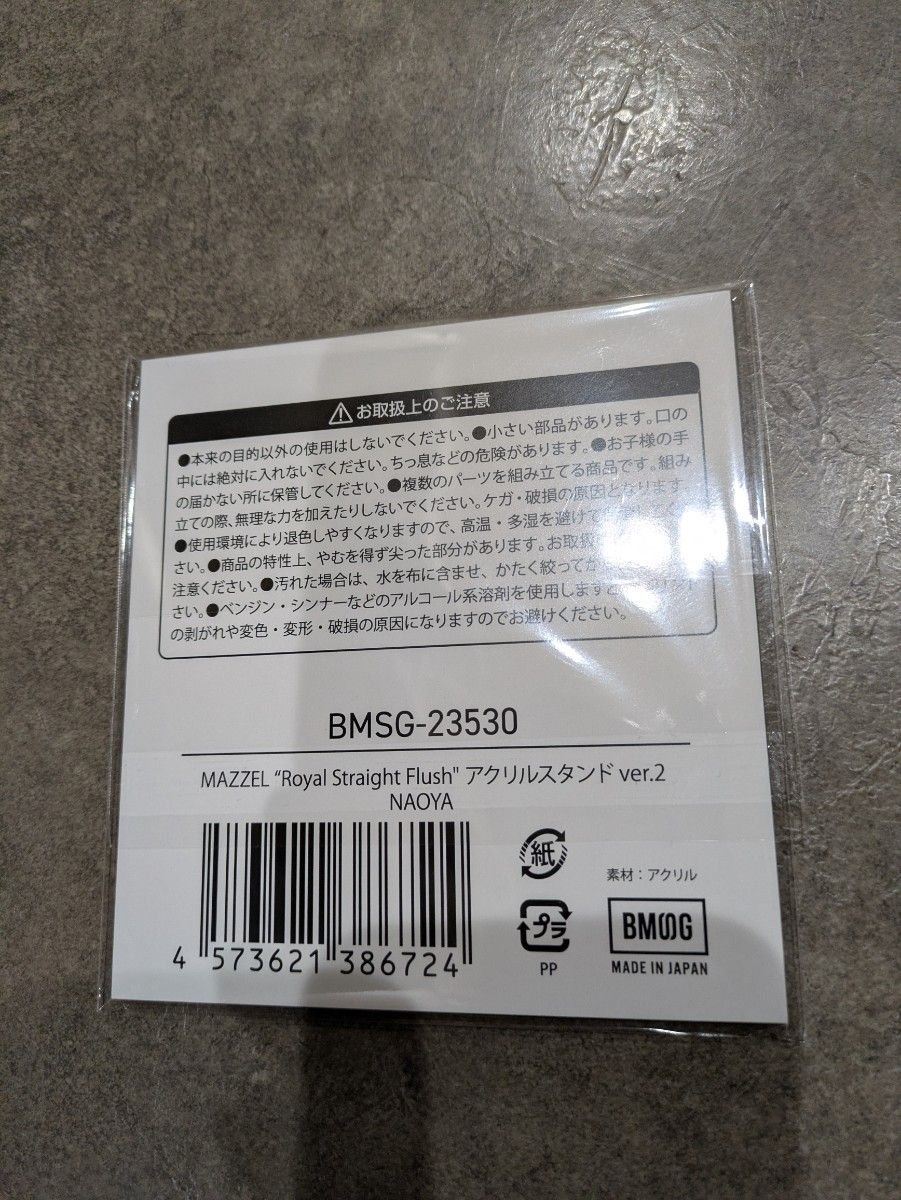 お取扱上のご注意
●本来の目的以外の使用はしないでください。●小さい部品があります。口の
中には絶対に入れないでください。ちっ息などの危険があります。●お子様の手
の届かない所に保管してください。●複数のパーツを組み立てる商品です。組み
立ての際、無理な力を加えたりしないでください。ケガ・破損の原因となります。
●使用環境により退色しやすくなりますので、高温・多湿を避けて
さい。●商品の特性上、やむを得ず尖った部分があります。お取扱
注意ください。●汚れた場合は、水を布に含ませ、かたく絞って
さい。●ベンジン・シンナーなどのアルコール系溶剤を使用しますと
の剥がれや変色・変形・破損の原因になりますのでお避けください。
BMSG-23530
MAZZEL “Royal Straight Flush" アクリルスタンド ver.2
NAOYA
4 573621 386724
紙
プラ
PP
素材：アクリル
BMSG
MADE IN JAPAN